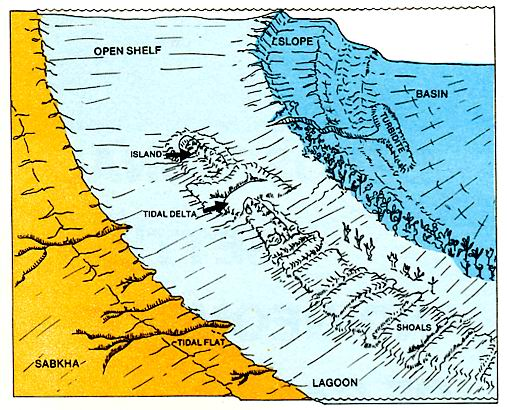 OPEN SHELF
SLOPE
BASIN
TURBIDITE
ISLAND
TIDAL DELTA
SHOALS
TIDAL FLAT
SABKHA
LAGOON